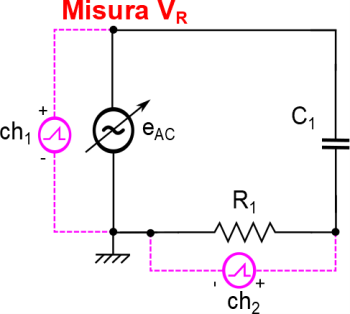 Misura V_R
+
ch₁
-
e_AC
C₁
R₁
- +
ch₂